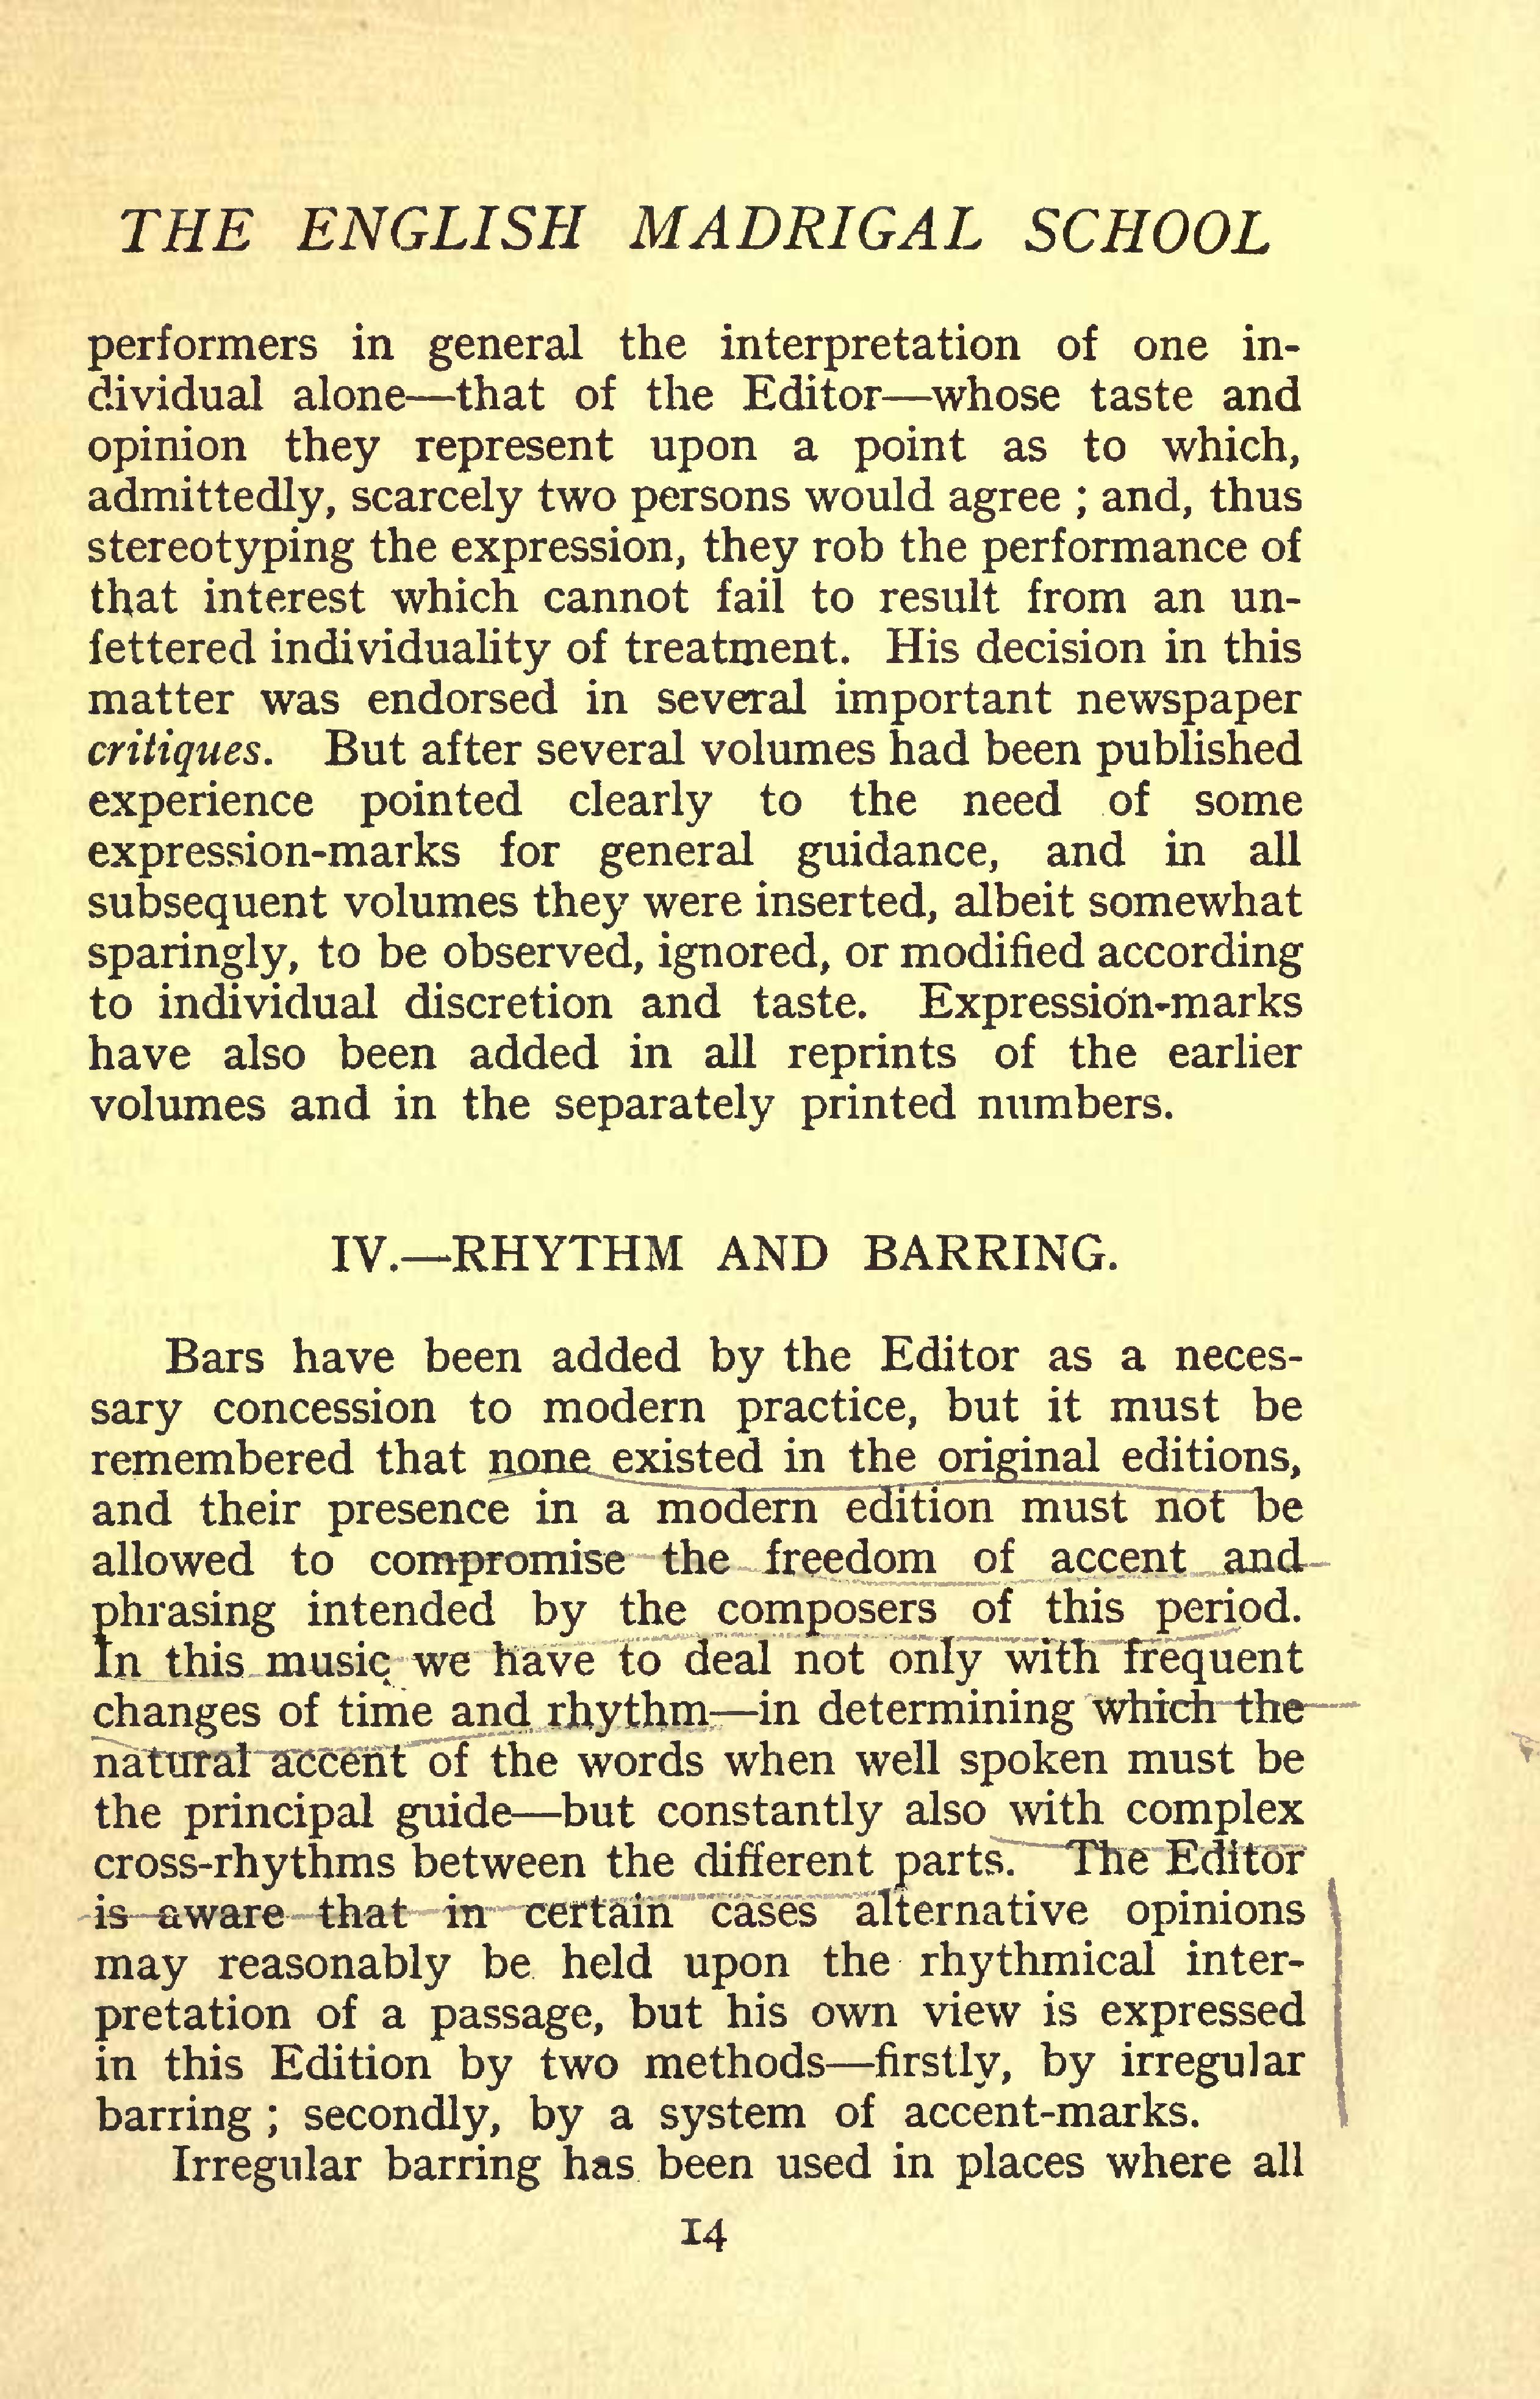 THE ENGLISH MADRIGAL SCHOOL
performers in general the interpretation of one in-
dividual alone—that of the Editor—whose taste and
opinion they represent upon a point as to which,
admittedly, scarcely two persons would agree ; and, thus
stereotyping the expression, they rob the performance of
that interest which cannot fail to result from an un-
fettered individuality of treatment. His decision in this
matter was endorsed in several important newspaper
critiques. But after several volumes had been published
experience pointed clearly to the need of some
expression-marks for general guidance, and in all
subsequent volumes they were inserted, albeit somewhat
sparingly, to be observed, ignored, or modified according
to individual discretion and taste. Expression-marks
have also been added in all reprints of the earlier
volumes and in the separately printed numbers.
IV.—RHYTHM AND BARRING.
Bars have been added by the Editor as a neces-
sary concession to modern practice, but it must be
remembered that none existed in the original editions,
and their presence in a modern edition must not be
allowed to compromise the freedom of accent and
phrasing intended by the composers of this period.
In this music we have to deal not only with frequent
changes of time and rhythm—in determining which the
natural accent of the words when well spoken must be
the principal guide—but constantly also with complex
cross-rhythms between the different parts. The Editor
is aware that in certain cases alternative opinions
may reasonably be held upon the rhythmical inter-
pretation of a passage, but his own view is expressed
in this Edition by two methods—firstly, by irregular
barring ; secondly, by a system of accent-marks.
Irregular barring has been used in places where all
14